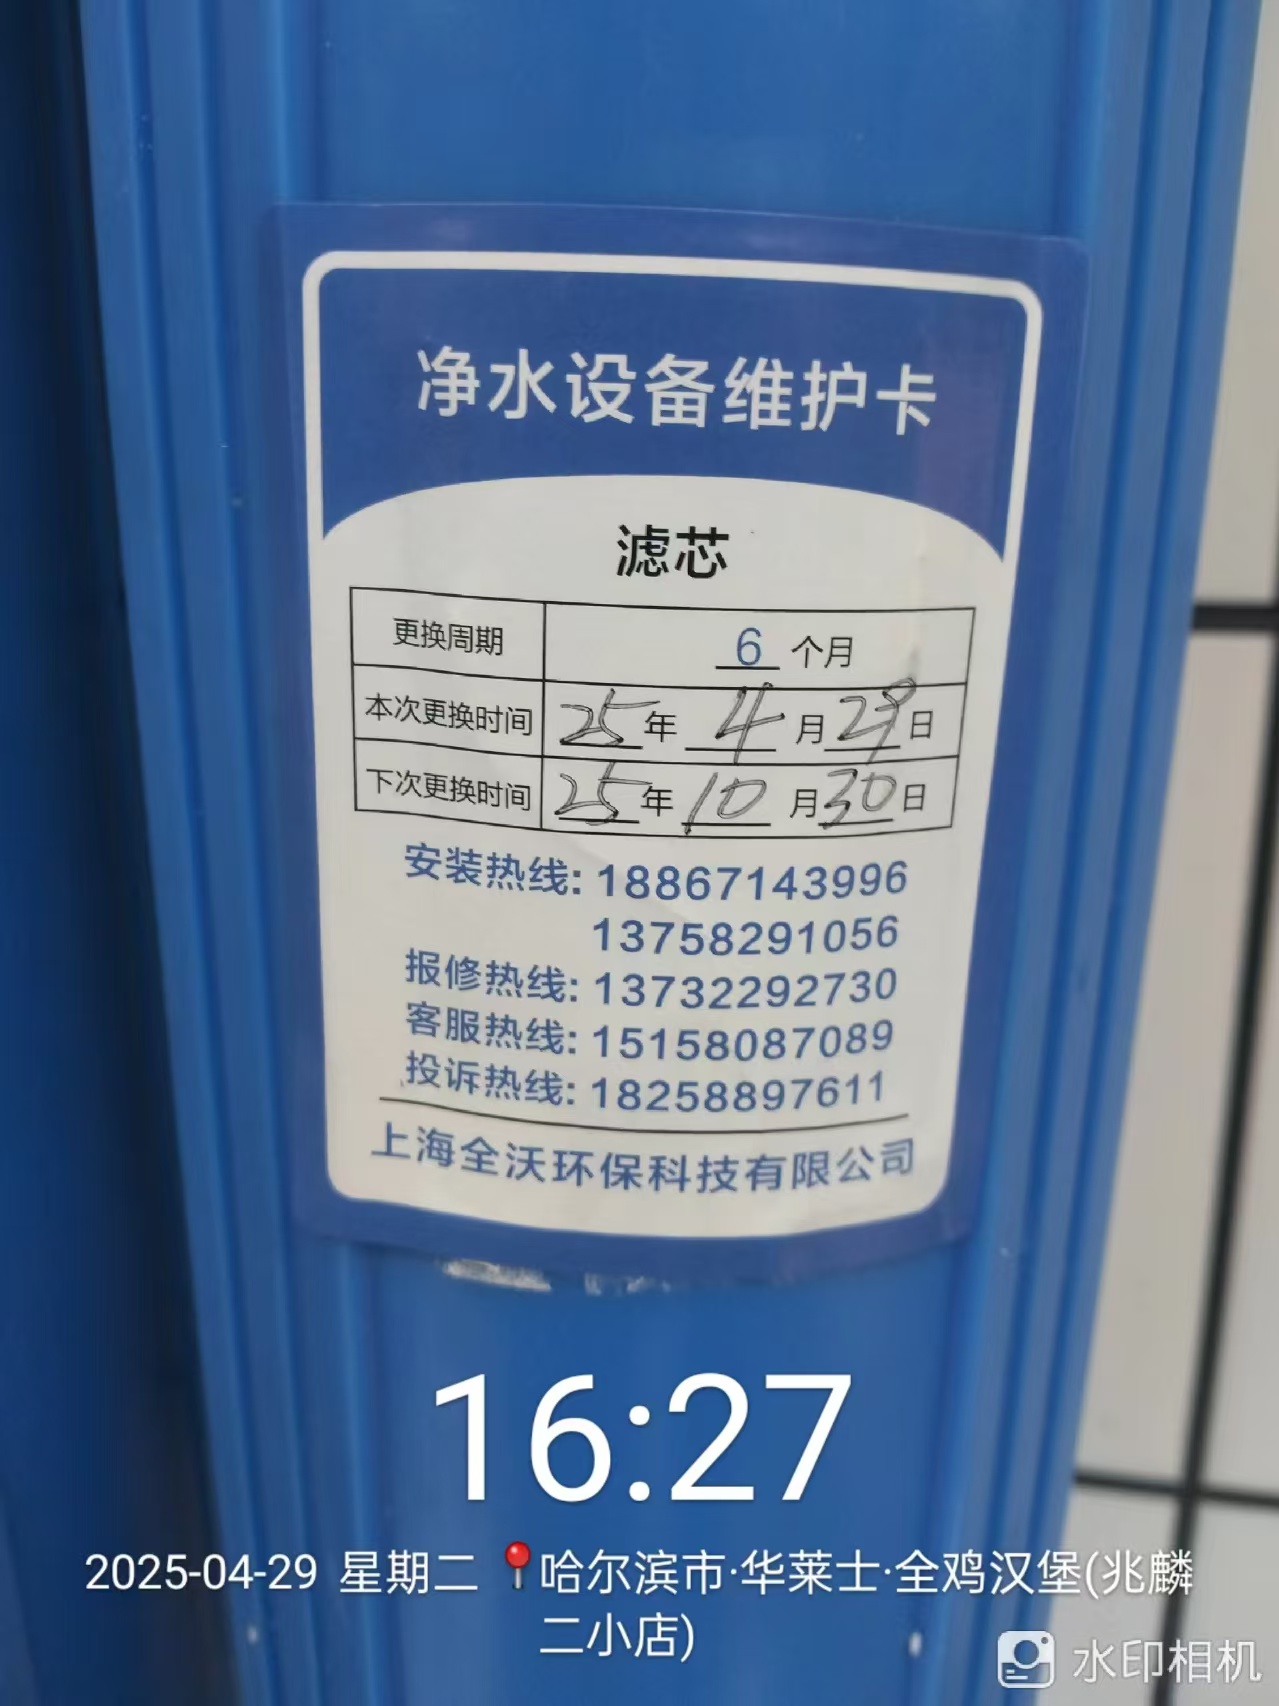 净水设备维护卡
滤芯
更换周期 6 个月
本次更换时间 25 年 4 月 29 日
下次更换时间 25 年 10 月 30 日
安装热线: 18867143996
13758291056
报修热线: 13732292730
客服热线: 15158087089
投诉热线: 18258897611
上海全沃环保科技有限公司
16:27
2025-04-29 星期二 哈尔滨市·华莱士·全鸡汉堡(兆麟
二小店)
水印相机